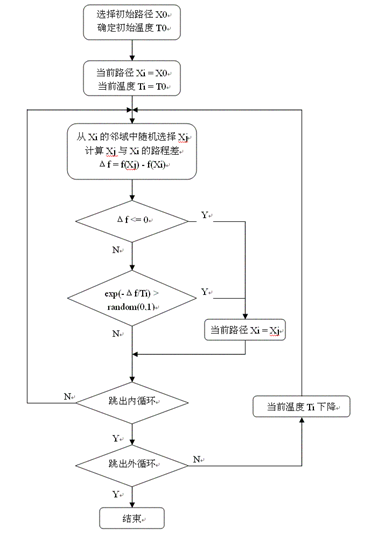 选择初始路径 X0
确定初始温度 T0
当前路径 Xi = X0
当前温度 Ti = T0
从 Xi 的邻域中随机选择 Xj
计算 Xj 与 Xi 的路程差
Δf = f(Xj) - f(Xi)
Δf <= 0
Y
N
exp(-Δf/Ti) >
random(0,1)
Y
N
当前路径 Xi = Xj
跳出内循环
N
Y
当前温度 Ti 下降
跳出外循环
N
Y
结束